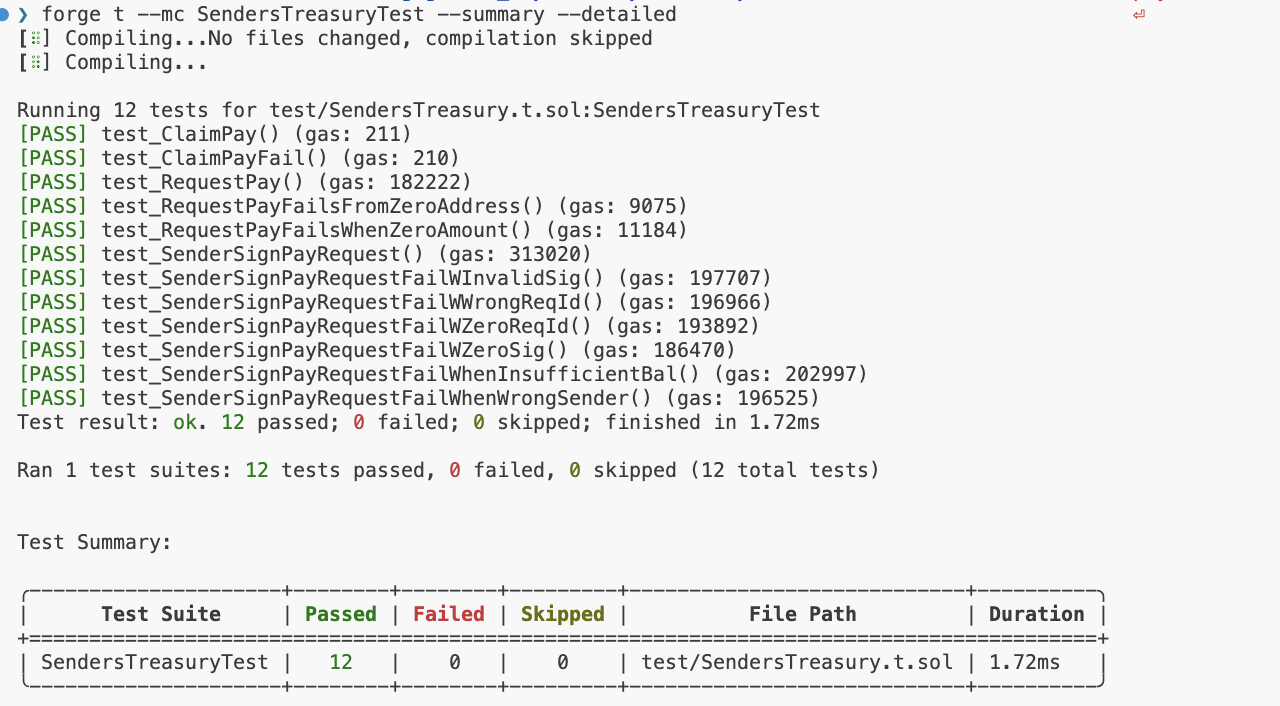 ❯ forge t --mc SendersTreasuryTest --summary --detailed
[⠿] Compiling...No files changed, compilation skipped
[⠿] Compiling...
Running 12 tests for test/SendersTreasury.t.sol:SendersTreasuryTest
[PASS] test_ClaimPay() (gas: 211)
[PASS] test_ClaimPayFail() (gas: 210)
[PASS] test_RequestPay() (gas: 182222)
[PASS] test_RequestPayFailsFromZeroAddress() (gas: 9075)
[PASS] test_RequestPayFailsWhenZeroAmount() (gas: 11184)
[PASS] test_SenderSignPayRequest() (gas: 313020)
[PASS] test_SenderSignPayRequestFailWInvalidSig() (gas: 197707)
[PASS] test_SenderSignPayRequestFailWWrongReqId() (gas: 196966)
[PASS] test_SenderSignPayRequestFailWZeroReqId() (gas: 193892)
[PASS] test_SenderSignPayRequestFailWZeroSig() (gas: 186470)
[PASS] test_SenderSignPayRequestFailWhenInsufficientBal() (gas: 202997)
[PASS] test_SenderSignPayRequestFailWhenWrongSender() (gas: 196525)
Test result: ok. 12 passed; 0 failed; 0 skipped; finished in 1.72ms
Ran 1 test suites: 12 tests passed, 0 failed, 0 skipped (12 total tests)
Test Summary:
| Test Suite | Passed | Failed | Skipped | File Path | Duration |
| SendersTreasuryTest | 12 | 0 | 0 | test/SendersTreasury.t.sol | 1.72ms |